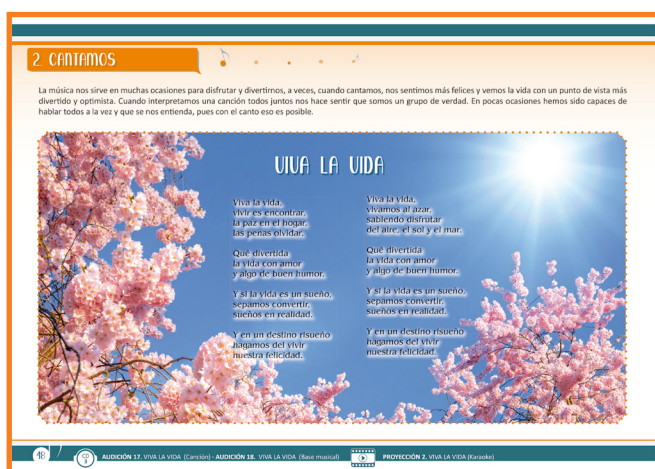 2. CANTAMOS
La música nos sirve en muchas ocasiones para disfrutar y divertirnos, a veces, cuando cantamos, nos sentimos más felices y vemos la vida con un punto de vista más
divertido y optimista. Cuando interpretamos una canción todos juntos nos hace sentir que somos un grupo de verdad. En pocas ocasiones hemos sido capaces de
hablar todos a la vez y que se nos entienda, pues con el canto eso es posible.
VIVA LA VIDA
Viva la vida,
vivir es encontrar,
la paz en el hogar,
las penas olvidar.
Qué divertida
la vida con amor
y algo de buen humor.
Y si la vida es un sueño,
sepamos convertir,
sueños en realidad.
Y en un destino risueño
hagamos del vivir
nuestra felicidad.
Viva la vida,
vivamos al azar,
sabiendo disfrutar
del aire, el sol y el mar.
Qué divertida
la vida con amor
y algo de buen humor.
Y si la vida es un sueño,
sepamos convertir,
sueños en realidad.
Y en un destino risueño
hagamos del vivir
nuestra felicidad.
48
CD
3
AUDICIÓN 17. VIVA LA VIDA (Canción) - AUDICIÓN 18. VIVA LA VIDA (Base musical)
PROYECCIÓN 2. VIVA LA VIDA (Karaoke)